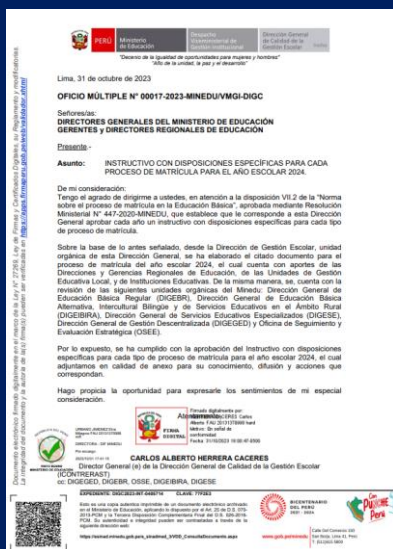 PERÚ
Ministerio
de Educación
Despacho
Viceministerial de
Gestión Institucional
Dirección General
de Calidad de la
Gestión Escolar
"Decenio de la igualdad de oportunidades para mujeres y hombres"
"Año de la unidad, la paz y el desarrollo"
Lima, 31 de octubre de 2023
OFICIO MÚLTIPLE N° 00017-2023-MINEDU/VMGI-DIGC
Señores/as:
DIRECTORES GENERALES DEL MINISTERIO DE EDUCACIÓN
GERENTES y DIRECTORES REGIONALES DE EDUCACIÓN
Presente.-
Asunto: INSTRUCTIVO CON DISPOSICIONES ESPECÍFICAS PARA CADA
PROCESO DE MATRÍCULA PARA EL AÑO ESCOLAR 2024.
De mi consideración:
Tengo el agrado de dirigirme a ustedes, en atención a la disposición VII.2 de la "Norma
sobre el proceso de matrícula en la Educación Básica", aprobada mediante Resolución
Ministerial N° 447-2020-MINEDU, que establece que le corresponde a esta Dirección
General aprobar cada año un instructivo con disposiciones específicas para cada tipo
de proceso de matrícula.
Sobre la base de lo antes señalado, desde la Dirección de Gestión Escolar, unidad
orgánica de esta Dirección General, se ha elaborado el citado documento para el
proceso de matrícula del año escolar 2024, el cual cuenta con aportes de las
Direcciones y Gerencias Regionales de Educación, de las Unidades de Gestión
Educativa Local, y de Instituciones Educativas. De la misma manera, se cuenta con la
revisión de las siguientes unidades orgánicas del Minedu: Dirección General de
Educación Básica Regular (DIGEBR), Dirección General de Educación Básica
Alternativa, Intercultural Bilingüe y de Servicios Educativos en el Ámbito Rural
(DIGEIBIRA), Dirección General de Servicios Educativos Especializados (DIGESE),
Dirección General de Gestión Descentralizada (DIGEGED) y Oficina de Seguimiento y
Evaluación Estratégica (OSEE).
Por lo expuesto, se ha cumplido con la aprobación del Instructivo con disposiciones
específicas para cada tipo de proceso de matrícula para el año escolar 2024, el cual
adjuntamos en calidad de anexo para su conocimiento, difusión y acciones que
correspondan.
Hago propicia la oportunidad para expresarle los sentimientos de mi especial
consideración.
FIRMA
DIGITAL
CARLOS ALBERTO HERRERA CACERES
Director General (e) de la Dirección General de Calidad de la Gestión Escolar
(ICONTRERAST)
cc: DIGEGED, DIGEBR, OSEE, DIGEIBIRA, DIGESE
BICENTENARIO
DEL PERÚ
2021 - 2024
Perú